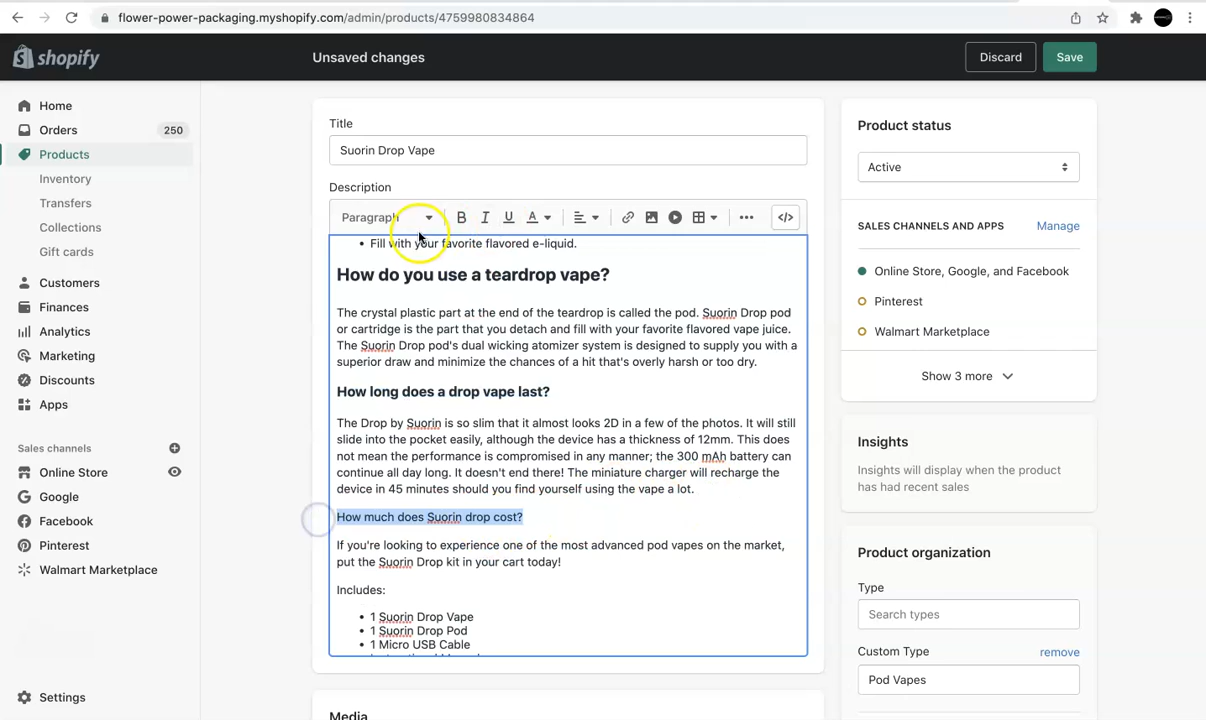 flower-power-packaging.myshopify.com/admin/products/4759980834864
shopify
Unsaved changes
Discard
Save
Home
Orders
250
Products
Inventory
Transfers
Collections
Gift cards
Customers
Finances
Analytics
Marketing
Discounts
Apps
Sales channels
Online Store
Google
Facebook
Pinterest
Walmart Marketplace
Settings
Title
Suorin Drop Vape
Description
Paragraph
B I U A
</>
• Fill with your favorite flavored e-liquid.
How do you use a teardrop vape?
The crystal plastic part at the end of the teardrop is called the pod. Suorin Drop pod
or cartridge is the part that you detach and fill with your favorite flavored vape juice.
The Suorin Drop pod's dual wicking atomizer system is designed to supply you with a
superior draw and minimize the chances of a hit that's overly harsh or too dry.
How long does a drop vape last?
The Drop by Suorin is so slim that it almost looks 2D in a few of the photos. It will still
slide into the pocket easily, although the device has a thickness of 12mm. This does
not mean the performance is compromised in any manner; the 300 mAh battery can
continue all day long. It doesn't end there! The miniature charger will recharge the
device in 45 minutes should you find yourself using the vape a lot.
How much does Suorin drop cost?
If you're looking to experience one of the most advanced pod vapes on the market,
put the Suorin Drop kit in your cart today!
Includes:
• 1 Suorin Drop Vape
• 1 Suorin Drop Pod
• 1 Micro USB Cable
Media
Product status
Active
SALES CHANNELS AND APPS
Manage
Online Store, Google, and Facebook
Pinterest
Walmart Marketplace
Show 3 more
Insights
Insights will display when the product
has had recent sales
Product organization
Type
Search types
Custom Type
remove
Pod Vapes